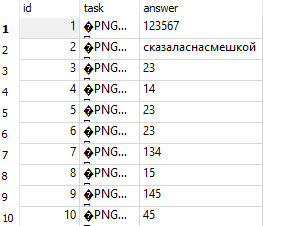 id task answer
1 1 �PNG... 123567
2 2 �PNG... сказаласнасмешкой
3 3 �PNG... 23
4 4 �PNG... 14
5 5 �PNG... 23
6 6 �PNG... 23
7 7 �PNG... 134
8 8 �PNG... 15
9 9 �PNG... 145
10 10 �PNG... 45